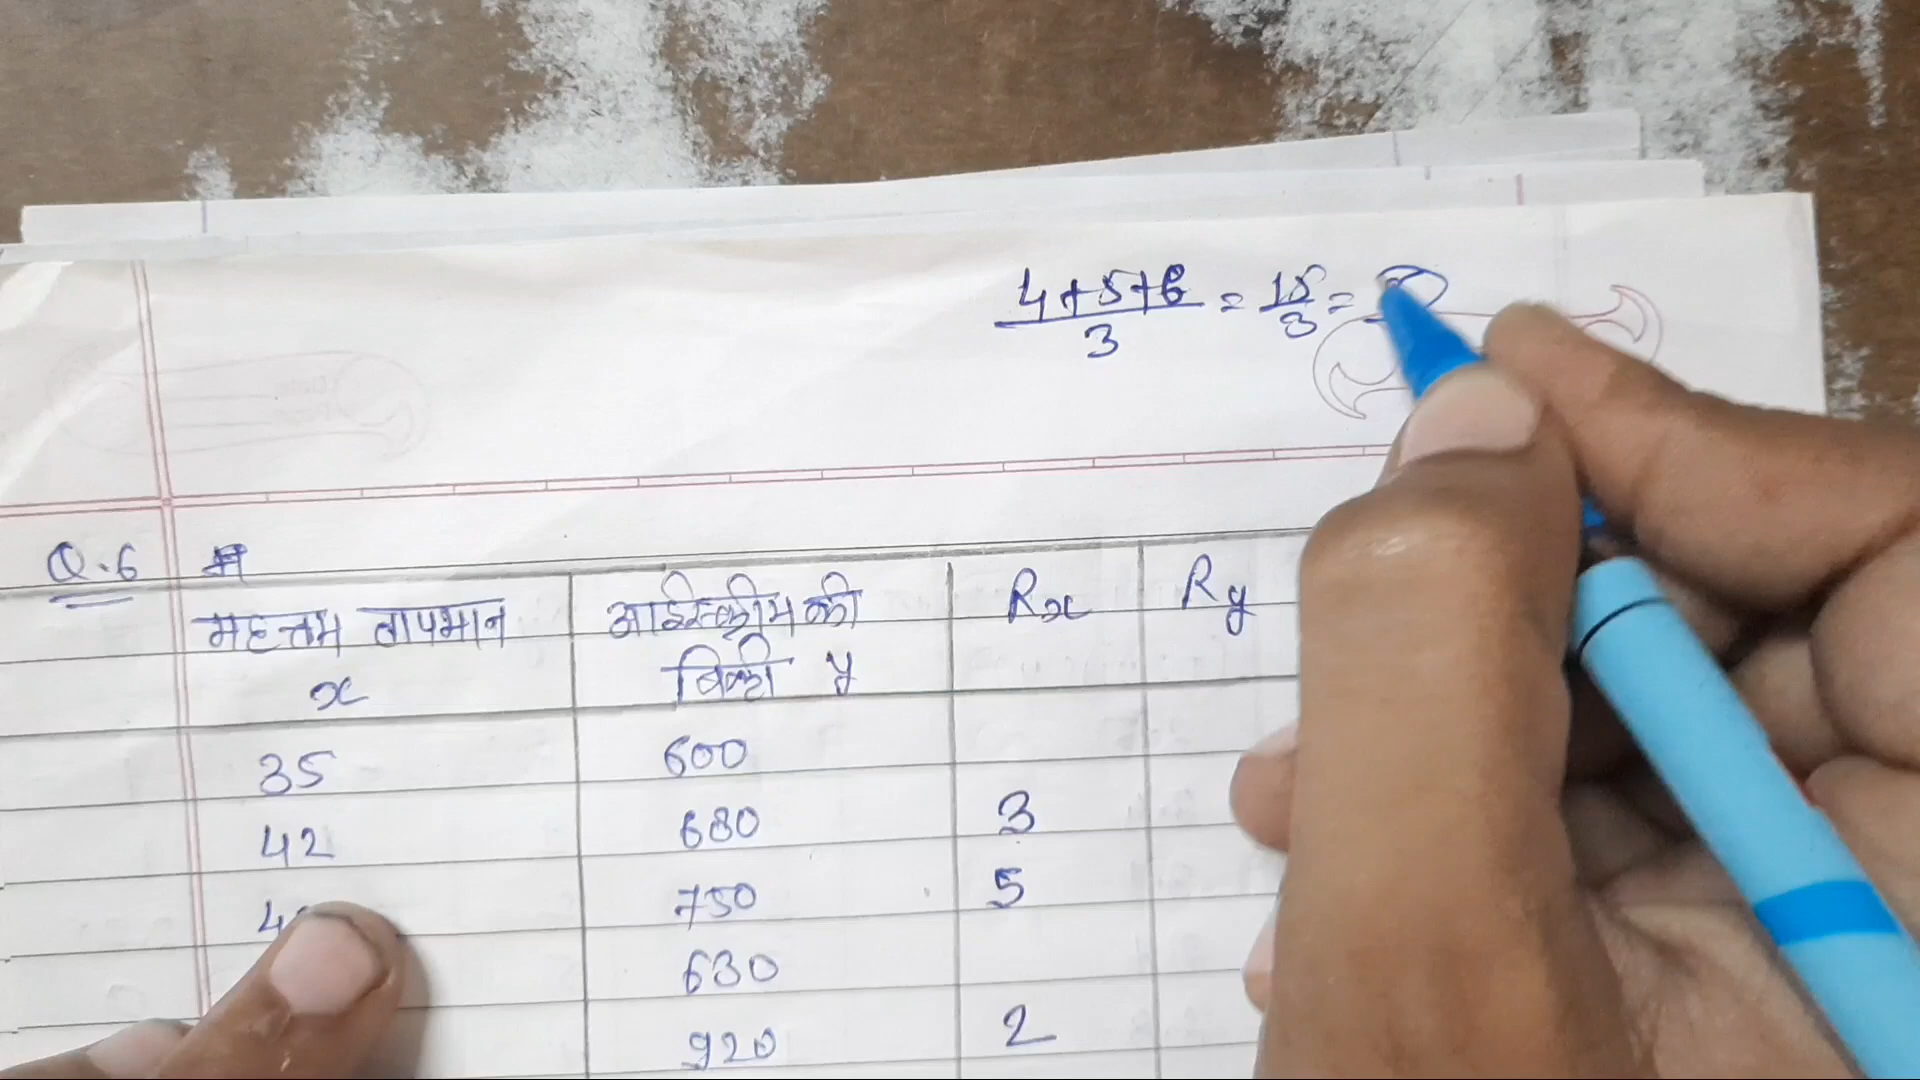 4+5+6 = 15 =
3 3
Q.6
महत्तम तापमान आईस्क्रीम की Rx Ry
x बिक्री y
35 600
42 680 3
750 5
630
920 2